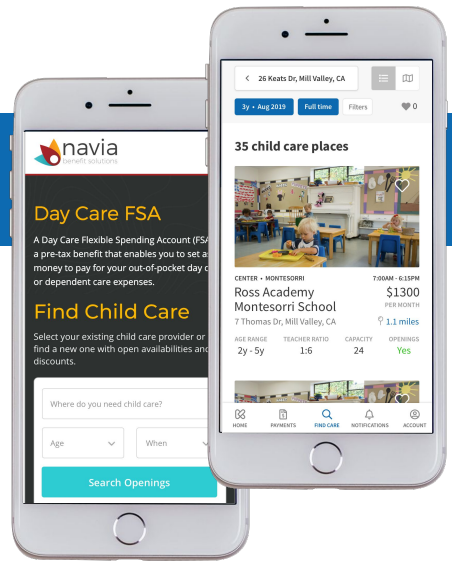 navia
benefit solutions
Day Care FSA
A Day Care Flexible Spending Account (FSA
a pre-tax benefit that enables you to set a
money to pay for your out-of-pocket day c
or dependent care expenses.
Find Child Care
Select your existing child care provider or
find a new one with open availabilities and
discounts.
Where do you need child care?
Age
When
Search Openings
26 Keats Dr, Mill Valley, CA
3y • Aug 2019
Full time
Filters
0
35 child care places
CENTER • MONTESSORI
7:00AM - 6:15PM
Ross Academy
Montesorri School
$1300
PER MONTH
7 Thomas Dr, Mill Valley, CA
1.1 miles
AGE RANGE
TEACHER RATIO
CAPACITY
OPENINGS
2y - 5y
1:6
24
Yes
HOME
PAYMENTS
FIND CARE
NOTIFICATIONS
ACCOUNT